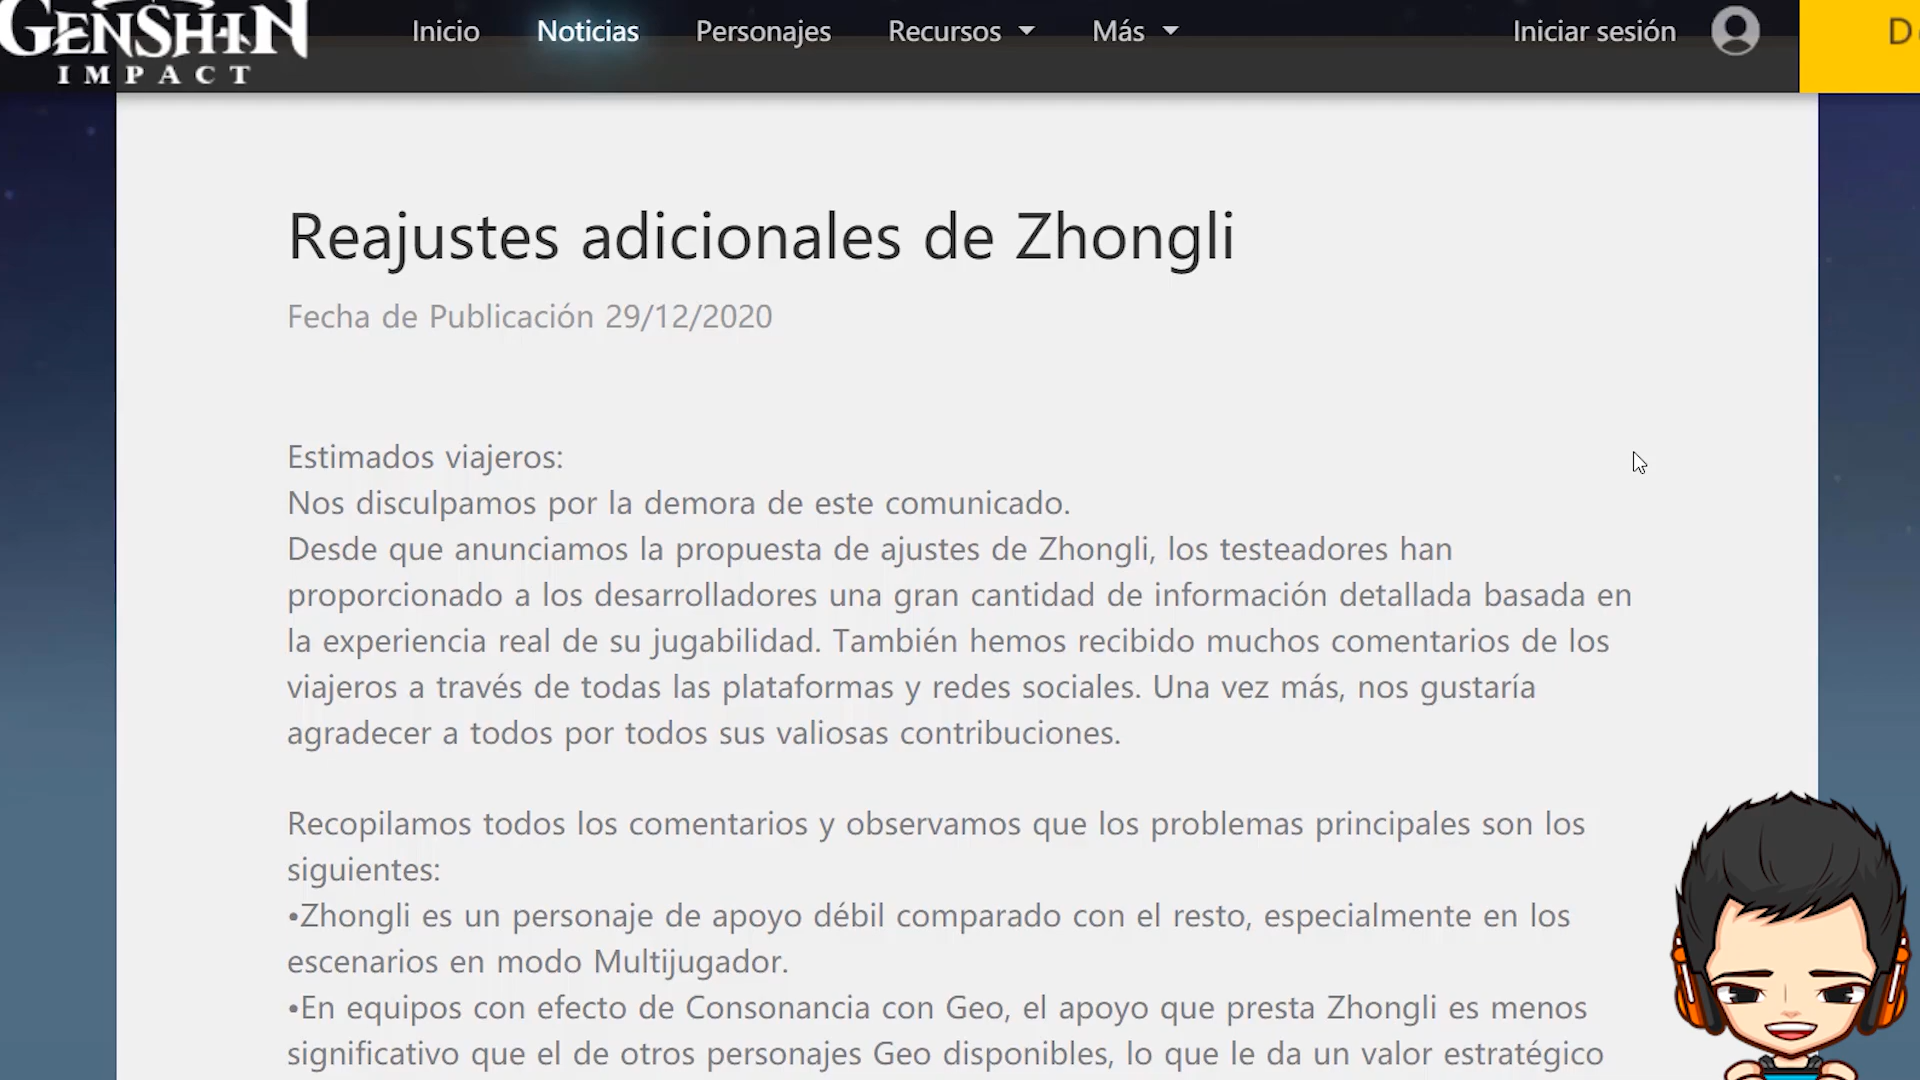 GENSHIN
IMPACT
Inicio
Noticias
Personajes
Recursos
Más
Iniciar sesión
D
Reajustes adicionales de Zhongli
Fecha de Publicación 29/12/2020
Estimados viajeros:
Nos disculpamos por la demora de este comunicado.
Desde que anunciamos la propuesta de ajustes de Zhongli, los testeadores han
proporcionado a los desarrolladores una gran cantidad de información detallada basada en
la experiencia real de su jugabilidad. También hemos recibido muchos comentarios de los
viajeros a través de todas las plataformas y redes sociales. Una vez más, nos gustaría
agradecer a todos por todos sus valiosas contribuciones.
Recopilamos todos los comentarios y observamos que los problemas principales son los
siguientes:
•Zhongli es un personaje de apoyo débil comparado con el resto, especialmente en los
escenarios en modo Multijugador.
•En equipos con efecto de Consonancia con Geo, el apoyo que presta Zhongli es menos
significativo que el de otros personajes Geo disponibles, lo que le da un valor estratégico